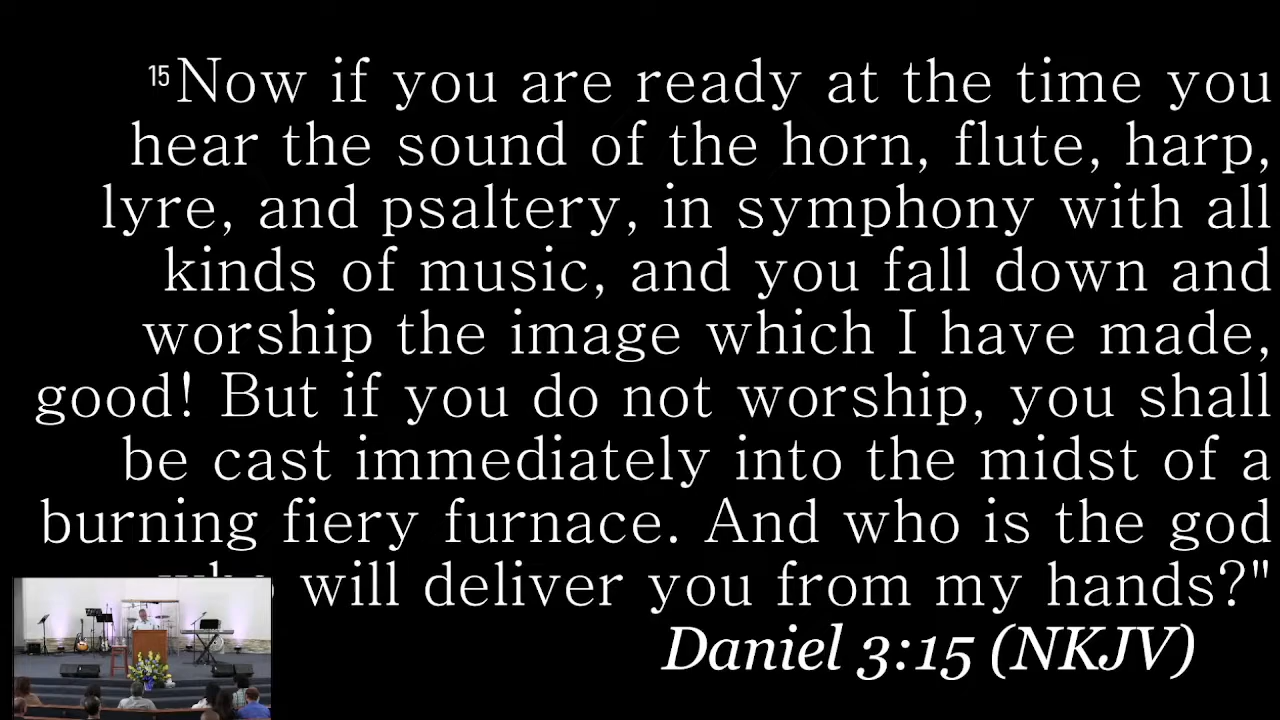 15 Now if you are ready at the time you
hear the sound of the horn, flute, harp,
lyre, and psaltery, in symphony with all
kinds of music, and you fall down and
worship the image which I have made,
good! But if you do not worship, you shall
be cast immediately into the midst of a
burning fiery furnace. And who is the god
will deliver you from my hands?"
Daniel 3:15 (NKJV)